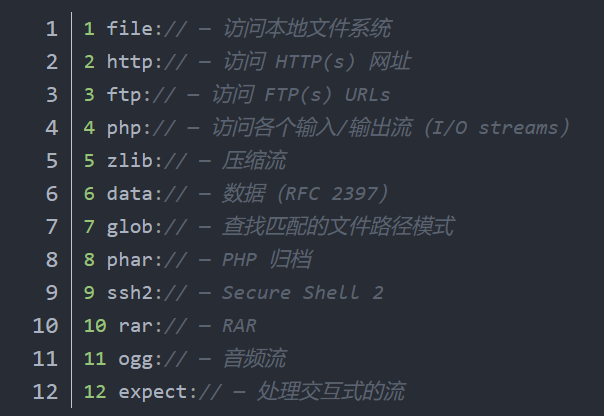 1 1 file:// — 访问本地文件系统
2 2 http:// — 访问 HTTP(s) 网址
3 3 ftp:// — 访问 FTP(s) URLs
4 4 php:// — 访问各个输入/输出流（I/O streams）
5 5 zlib:// — 压缩流
6 6 data:// — 数据（RFC 2397）
7 7 glob:// — 查找匹配的文件路径模式
8 8 phar:// — PHP 归档
9 9 ssh2:// — Secure Shell 2
10 10 rar:// — RAR
11 11 ogg:// — 音频流
12 12 expect:// — 处理交互式的流